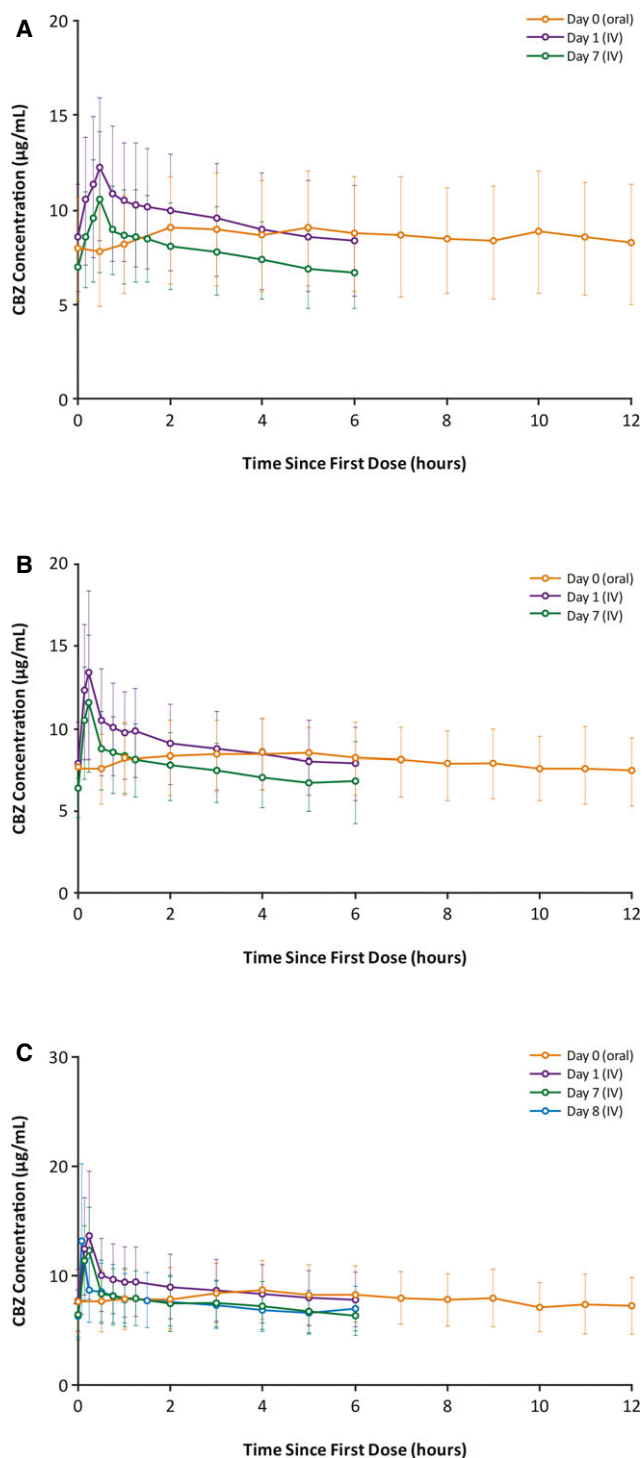 A
Day 0 (oral)
Day 1 (IV)
Day 7 (IV)
CBZ Concentration (µg/mL)
20
15
10
5
0
0 2 4 6 8 10 12
Time Since First Dose (hours)
B
Day 0 (oral)
Day 1 (IV)
Day 7 (IV)
CBZ Concentration (µg/mL)
20
15
10
5
0
0 2 4 6 8 10 12
Time Since First Dose (hours)
C
Day 0 (oral)
Day 1 (IV)
Day 7 (IV)
Day 8 (IV)
CBZ Concentration (µg/mL)
30
20
10
0
0 2 4 6 8 10 12
Time Since First Dose (hours)